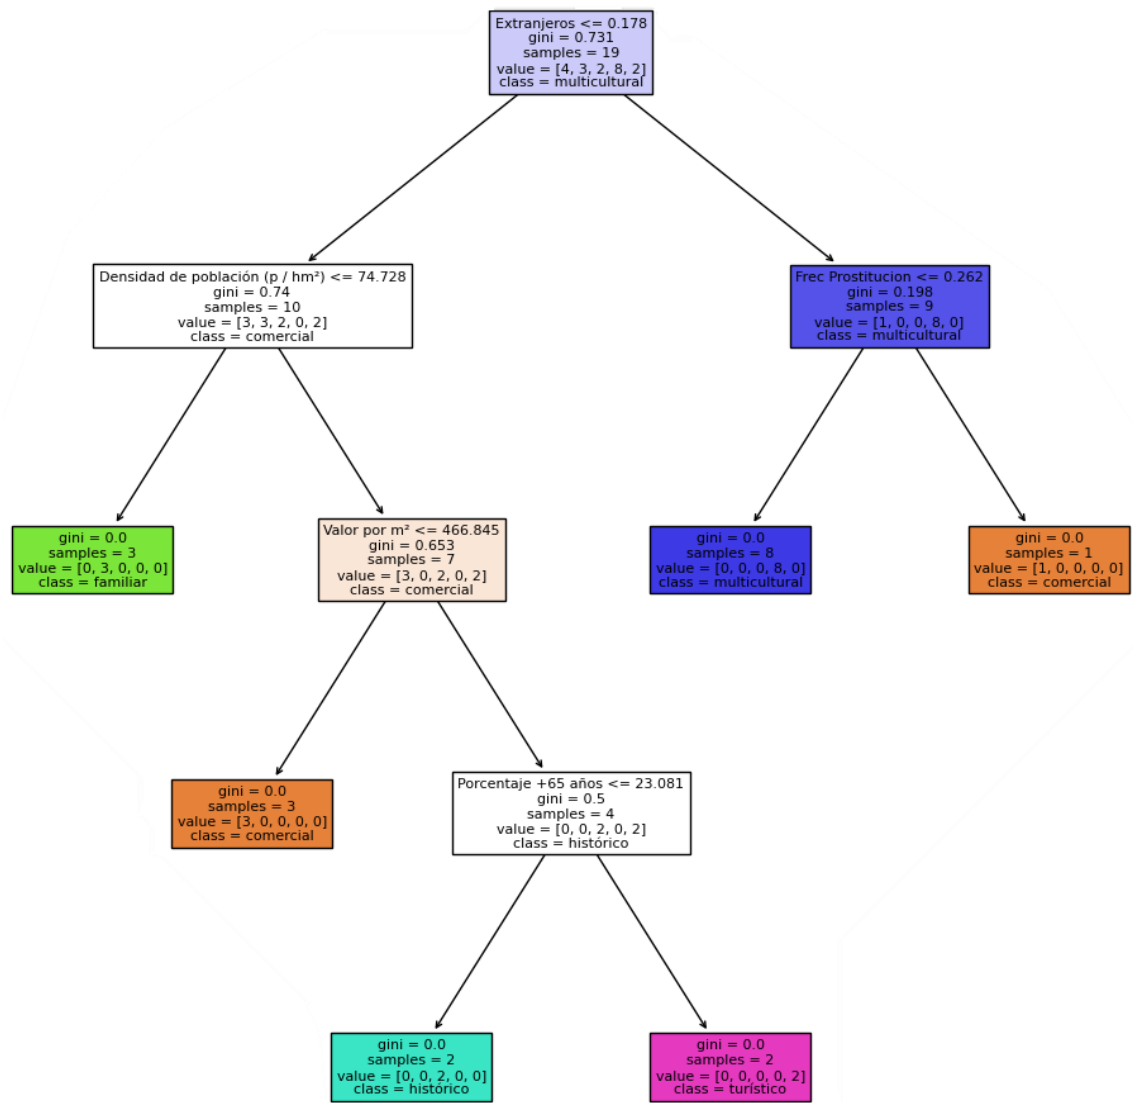 Extranjeros <= 0.178
gini = 0.731
samples = 19
value = [4, 3, 2, 8, 2]
class = multicultural
Densidad de población (p / hm²) <= 74.728
gini = 0.74
samples = 10
value = [3, 3, 2, 0, 2]
class = comercial
Frec Prostitucion <= 0.262
gini = 0.198
samples = 9
value = [1, 0, 0, 8, 0]
class = multicultural
gini = 0.0
samples = 3
value = [0, 3, 0, 0, 0]
class = familiar
Valor por m² <= 466.845
gini = 0.653
samples = 7
value = [3, 0, 2, 0, 2]
class = comercial
gini = 0.0
samples = 8
value = [0, 0, 0, 8, 0]
class = multicultural
gini = 0.0
samples = 1
value = [1, 0, 0, 0, 0]
class = comercial
gini = 0.0
samples = 3
value = [3, 0, 0, 0, 0]
class = comercial
Porcentaje +65 años <= 23.081
gini = 0.5
samples = 4
value = [0, 0, 2, 0, 2]
class = histórico
gini = 0.0
samples = 2
value = [0, 0, 2, 0, 0]
class = histórico
gini = 0.0
samples = 2
value = [0, 0, 0, 0, 2]
class = turístico